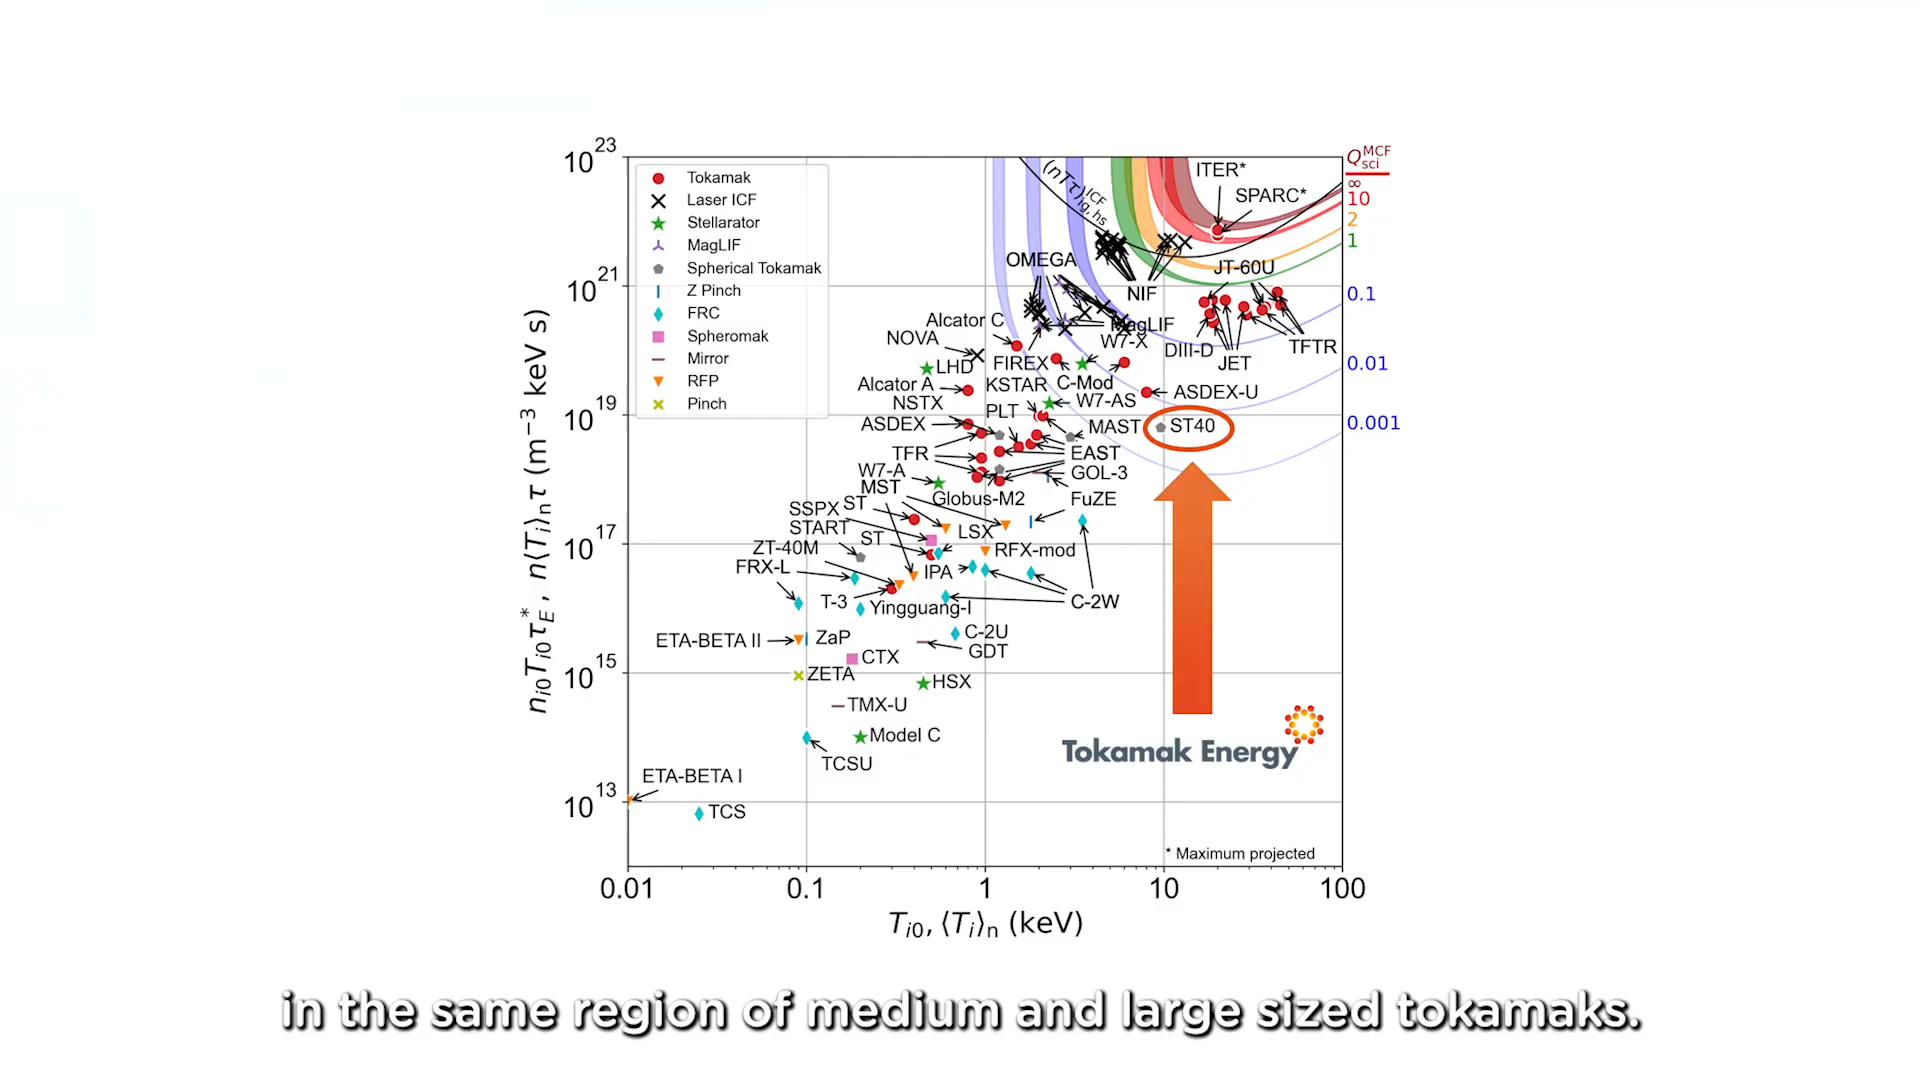 10^23
10^21
10^19
10^17
10^15
10^13
n_i0 T_i0 τ_E^*, n⟨T_i⟩_n τ (m^−3 keV s)
Tokamak
Laser ICF
Stellarator
MagLIF
Spherical Tokamak
Z Pinch
FRC
Spheromak
Mirror
RFP
Pinch
(nTτ)^ICF_ig,hs
ITER*
SPARC*
Q_sci^MCF
∞
10
2
1
0.1
0.01
0.001
OMEGA
JT-60U
NIF
Alcator C
MagLIF
NOVA
W7-X
DIII-D
TFTR
LHD
FIREX
JET
Alcator A
KSTAR
C-Mod
ASDEX-U
NSTX
PLT
W7-AS
ASDEX
MAST
ST40
TFR
EAST
W7-A
GOL-3
MST
Globus-M2
FuZE
SSPX
ST
START
ST
LSX
ZT-40M
RFX-mod
FRX-L
IPA
T-3
Yingguang-I
C-2W
ETA-BETA II
ZaP
C-2U
GDT
CTX
ZETA
HSX
TMX-U
Model C
TCSU
Tokamak Energy
ETA-BETA I
TCS
* Maximum projected
0.01
0.1
1
10
100
T_i0, ⟨T_i⟩_n (keV)
in the same region of medium and large sized tokamaks.